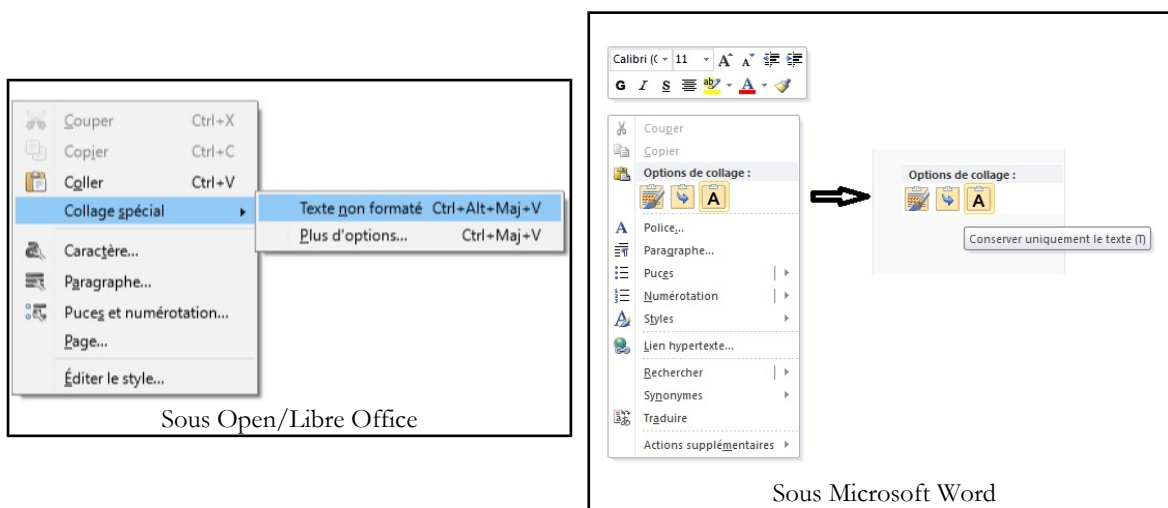 Couper Ctrl+X
Copier Ctrl+C
Coller Ctrl+V
Collage spécial
Texte non formaté Ctrl+Alt+Maj+V
Plus d'options... Ctrl+Maj+V
Caractère...
Paragraphe...
Puces et numérotation...
Page...
Éditer le style...
Sous Open/Libre Office
Calibri (C 11 A A
G I S ab A
Couper
Copier
Options de collage :
A
A Police...
Paragraphe...
Puces
Numérotation
A Styles
Lien hypertexte...
Rechercher
Synonymes
Traduire
Actions supplémentaires
Options de collage :
A
Conserver uniquement le texte (T)
Sous Microsoft Word